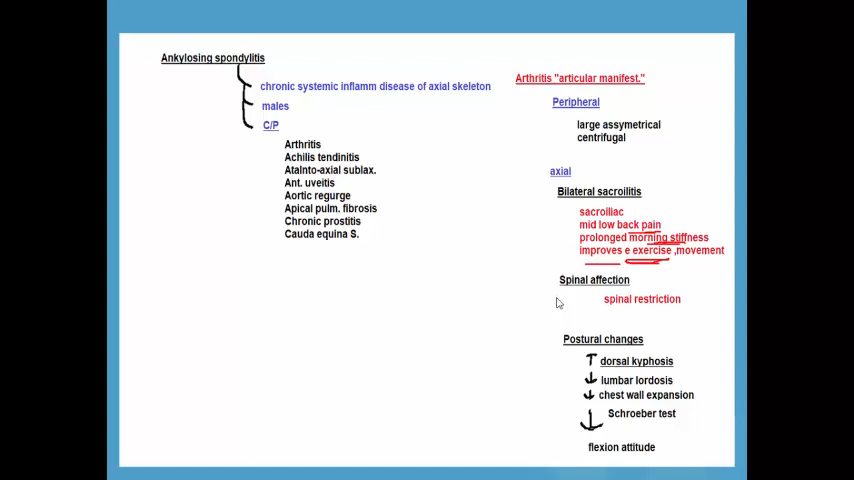 Ankylosing spondylitis
chronic systemic inflamm disease of axial skeleton
males
C/P
Arthritis
Achilis tendinitis
Atalnto-axial sublax.
Ant. uveitis
Aortic regurge
Apical pulm. fibrosis
Chronic prostitis
Cauda equina S.
Arthritis "articular manifest."
Peripheral
large assymetrical
centrifugal
axial
Bilateral sacroilitis
sacroiliac
mid low back pain
prolonged morning stiffness
improves e exercise ,movement
Spinal affection
spinal restriction
Postural changes
↑ dorsal kyphosis
↓ lumbar lordosis
↓ chest wall expansion
↓ Schroeber test
flexion attitude